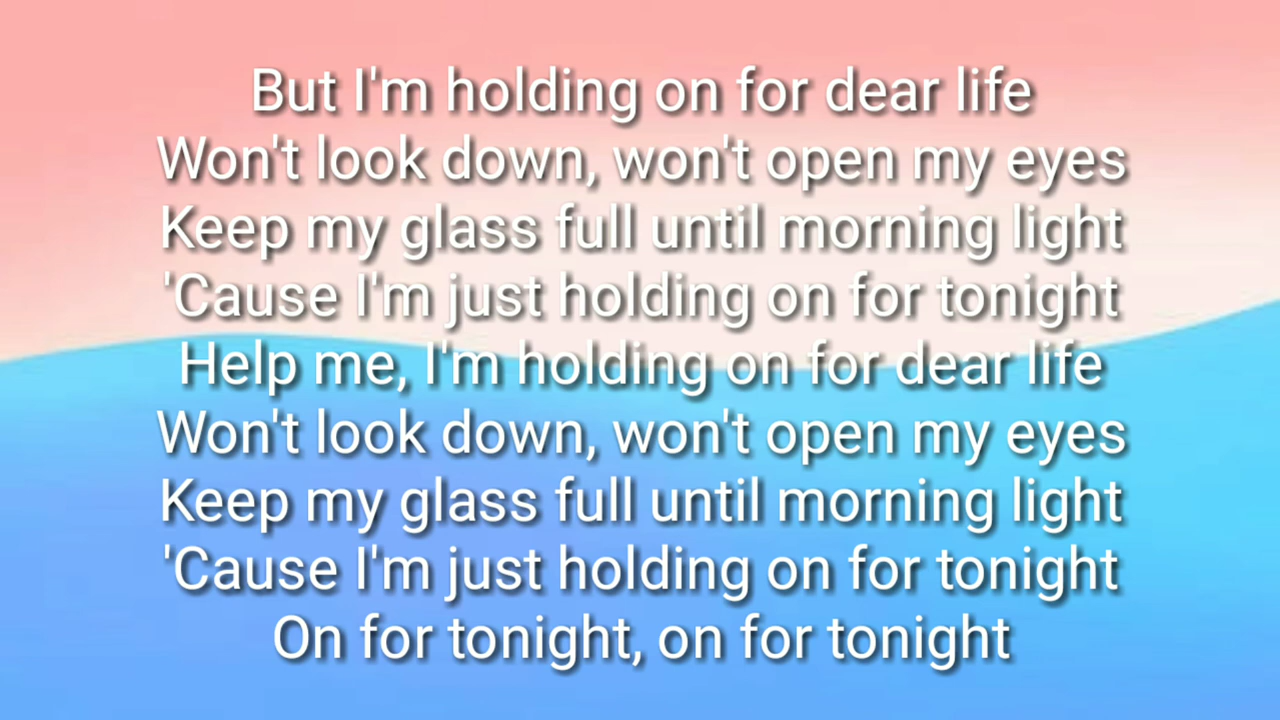 But I'm holding on for dear life
Won't look down, won't open my eyes
Keep my glass full until morning light
'Cause I'm just holding on for tonight
Help me, I'm holding on for dear life
Won't look down, won't open my eyes
Keep my glass full until morning light
'Cause I'm just holding on for tonight
On for tonight, on for tonight